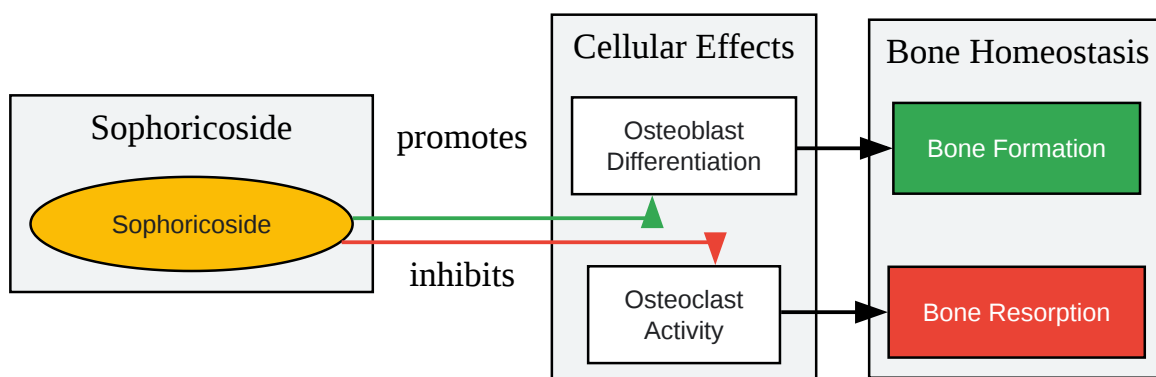 Sophoricoside
Sophoricoside
promotes
inhibits
Cellular Effects
Osteoblast
Differentiation
Osteoclast
Activity
Bone Homeostasis
Bone Formation
Bone Resorption